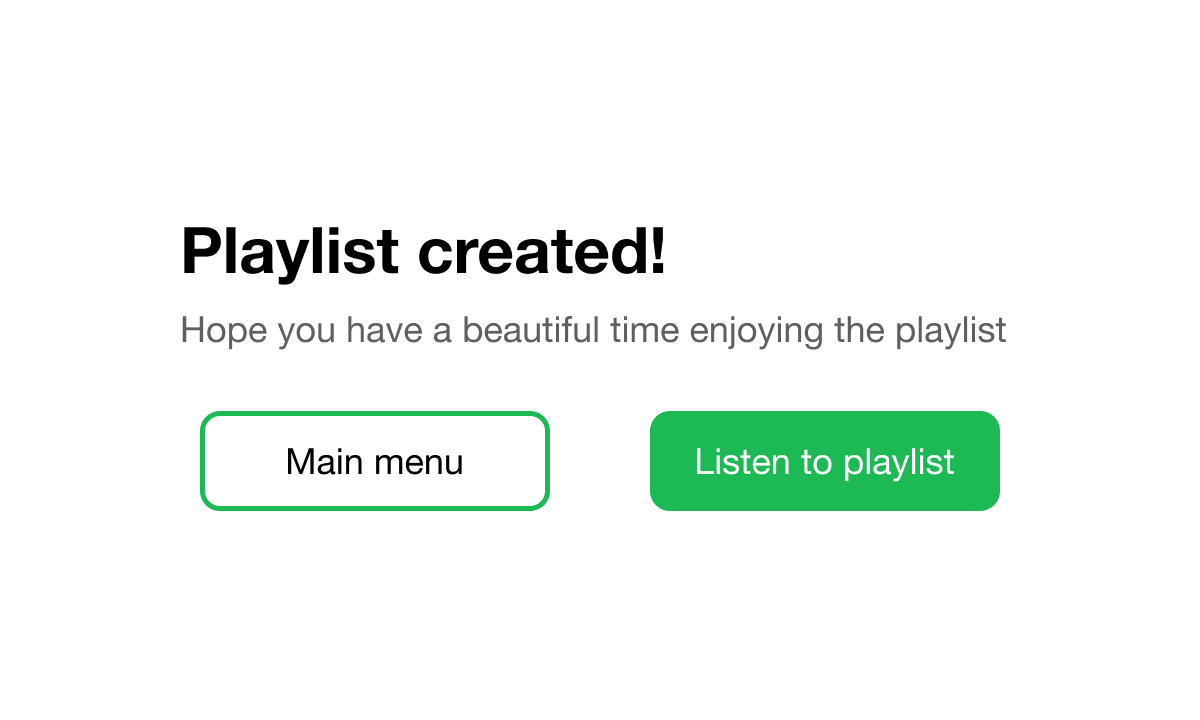 Playlist created!
Hope you have a beautiful time enjoying the playlist
Main menu
Listen to playlist